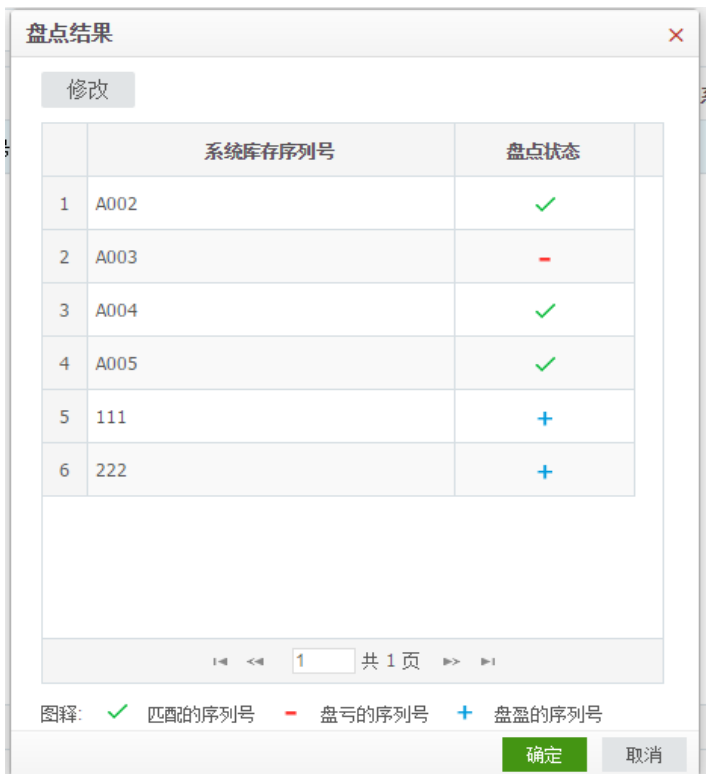 盘点结果
修改
系统库存序列号 盘点状态
1 A002
2 A003
3 A004
4 A005
5 111
6 222
1 共 1 页
图释: 匹配的序列号 盘亏的序列号 盘盈的序列号
确定 取消